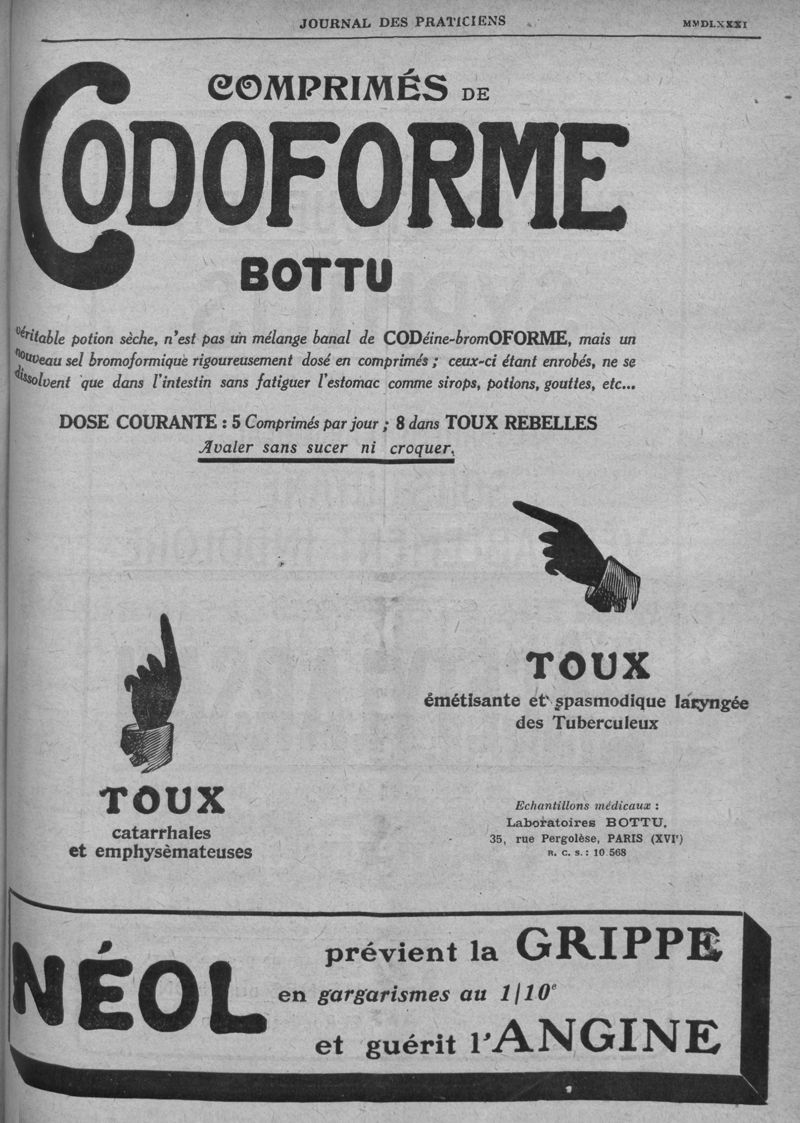 JOURNAL DES PRATICIENS MMDLXXXI
COMPRIMÉS DE
CODOFORME
BOTTU
véritable potion sèche, n'est pas un mélange banal de CODéine-bromOFORME, mais un
nouveau sel bromoformique rigoureusement dosé en comprimés ; ceux-ci étant enrobés, ne se
dissolvent que dans l'intestin sans fatiguer l'estomac comme sirops, potions, gouttes, etc...
DOSE COURANTE : 5 Comprimés par jour ; 8 dans TOUX REBELLES
Avaler sans sucer ni croquer.
TOUX
émétisante et spasmodique laryngée
des Tuberculeux
TOUX
catarrhales
et emphysèmateuses
Echantillons médicaux :
Laboratoires BOTTU,
35, rue Pergolèse, PARIS (XVIᵉ)
R. C. S. : 10 568
NÉOL
prévient la GRIPPE
en gargarismes au 1/10ᵉ
et guérit l'ANGINE